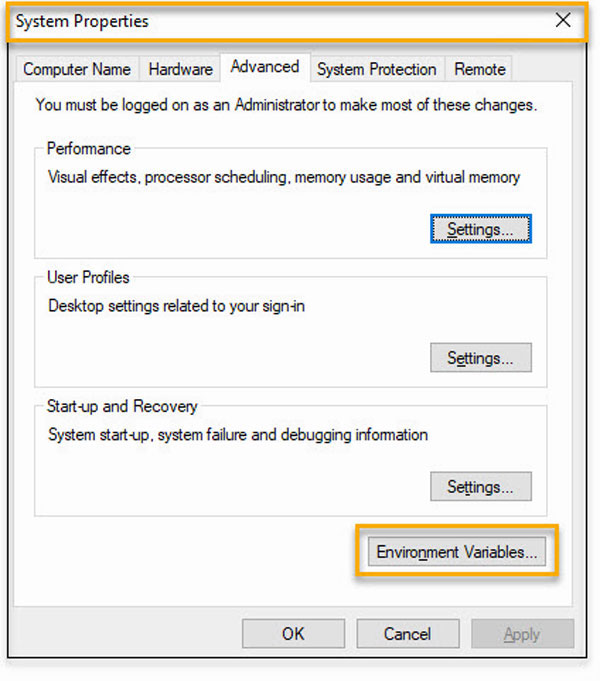 System Properties
Computer Name Hardware Advanced System Protection Remote
You must be logged on as an Administrator to make most of these changes.
Performance
Visual effects, processor scheduling, memory usage and virtual memory
Settings...
User Profiles
Desktop settings related to your sign-in
Settings...
Start-up and Recovery
System start-up, system failure and debugging information
Settings...
Environment Variables...
OK Cancel Apply